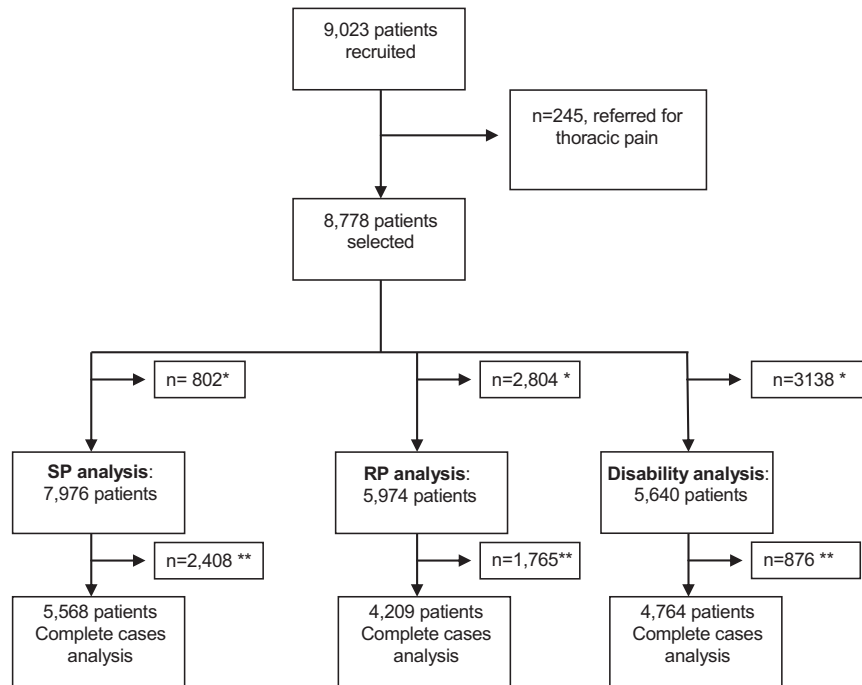 9,023 patients
recruited
n=245, referred for
thoracic pain
8,778 patients
selected
n= 802*
n=2,804 *
n=3138 *
SP analysis:
7,976 patients
RP analysis:
5,974 patients
Disability analysis:
5,640 patients
n=2,408 **
n=1,765**
n=876 **
5,568 patients
Complete cases
analysis
4,209 patients
Complete cases
analysis
4,764 patients
Complete cases
analysis